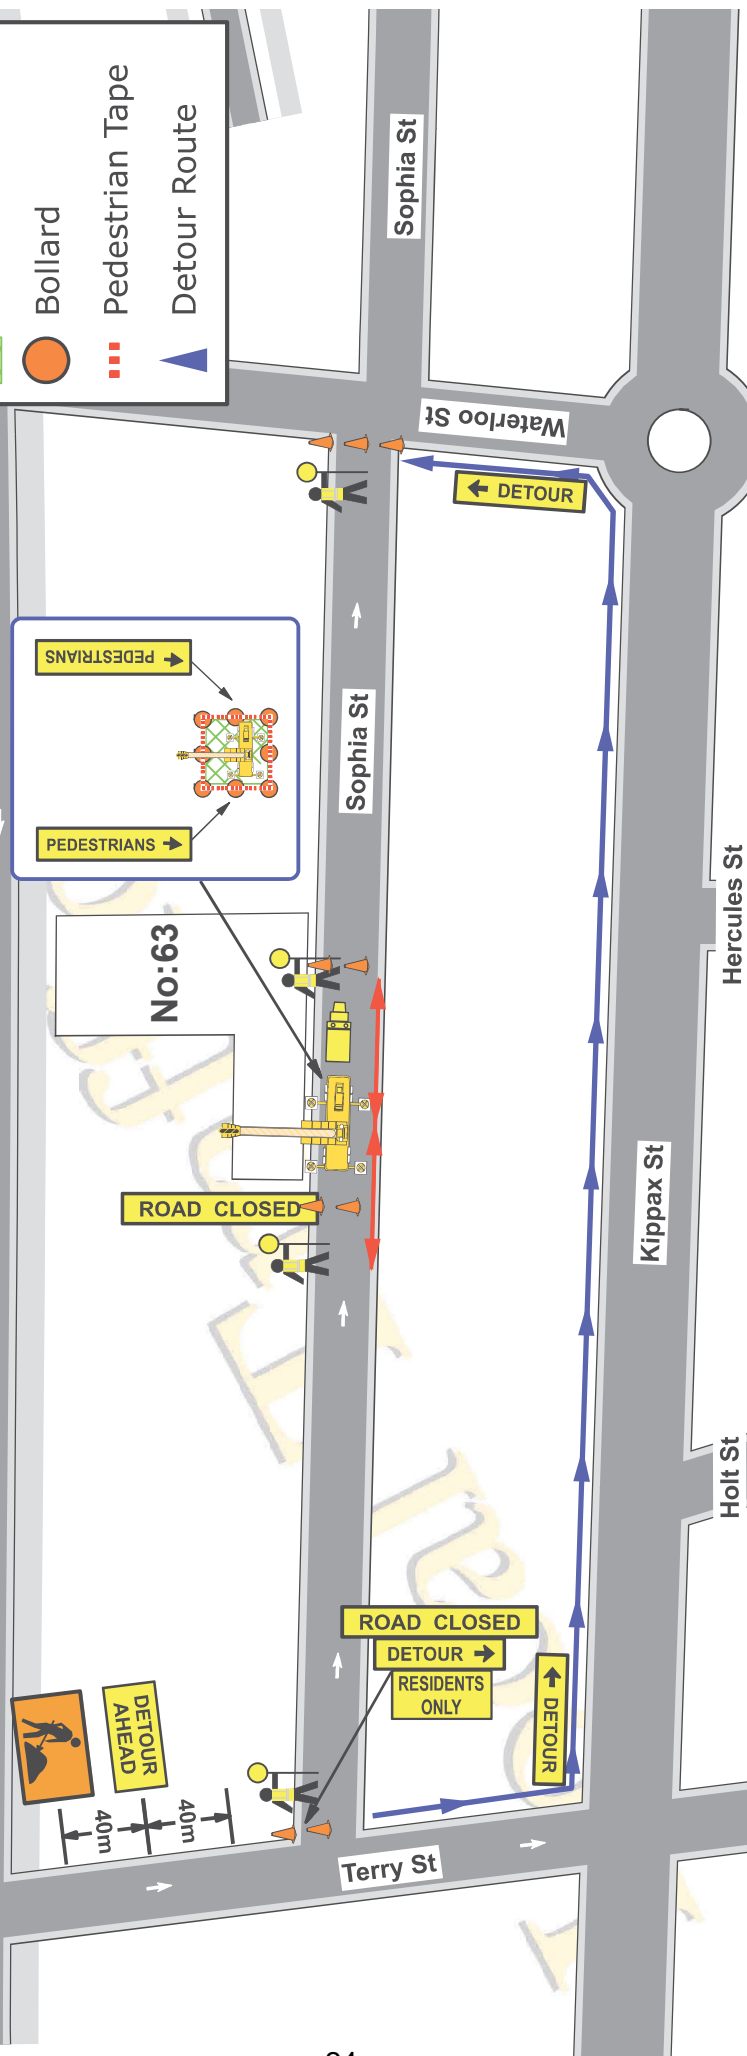 Bollard
Pedestrian Tape
Detour Route
Sophia St
Waterloo St
DETOUR
PEDESTRIANS
PEDESTRIANS
Sophia St
Hercules St
No:63
ROAD CLOSED
Kippax St
Holt St
ROAD CLOSED
DETOUR
RESIDENTS
ONLY
DETOUR
DETOUR
AHEAD
40m
40m
Terry St